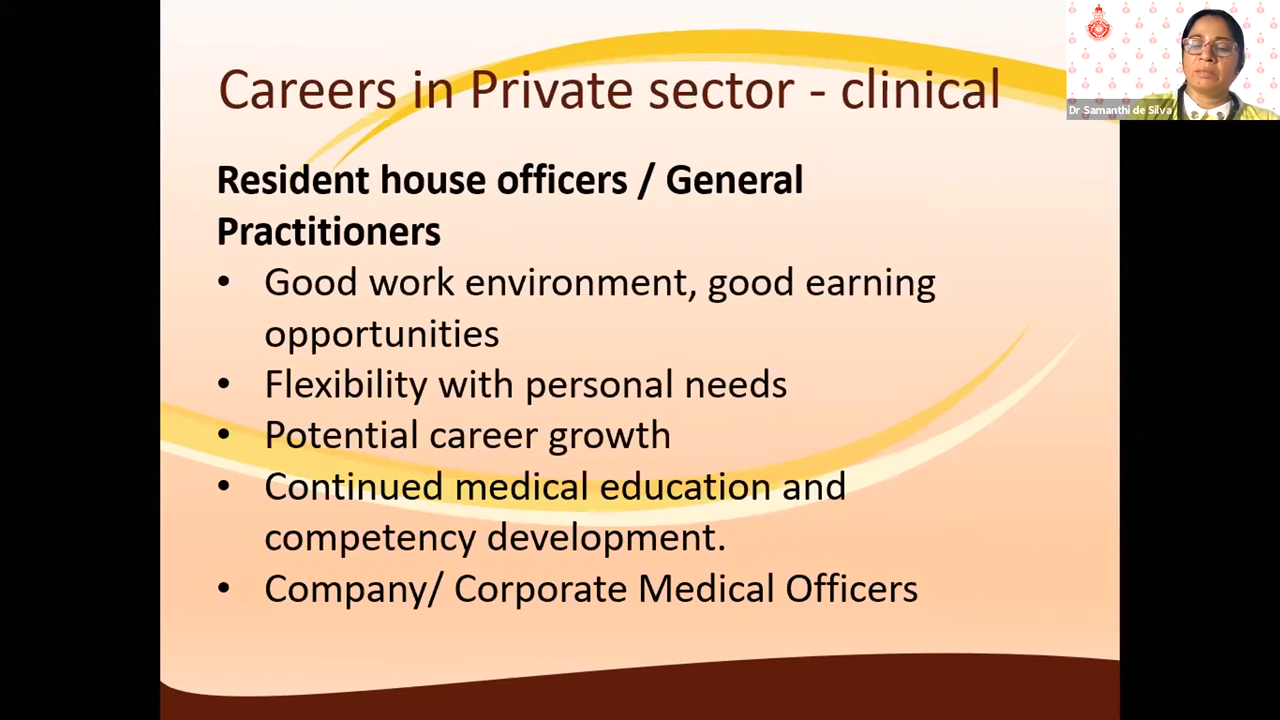 Careers in Private sector - clinical
Dr Samanthi de Silva
Resident house officers / General
Practitioners
• Good work environment, good earning
opportunities
• Flexibility with personal needs
• Potential career growth
• Continued medical education and
competency development.
• Company/ Corporate Medical Officers